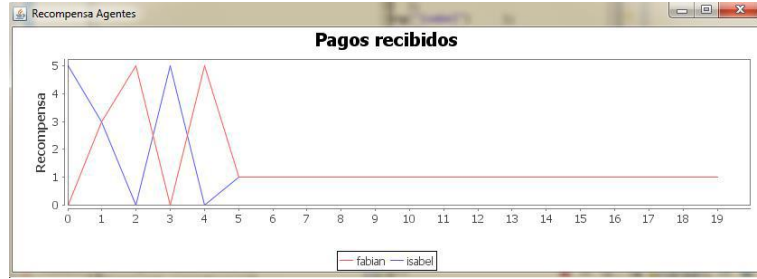 Recompensa Agentes
Pagos recibidos
Recompensa
5
4
3
2
1
0
0 1 2 3 4 5 6 7 8 9 10 11 12 13 14 15 16 17 18 19
fabian isabel